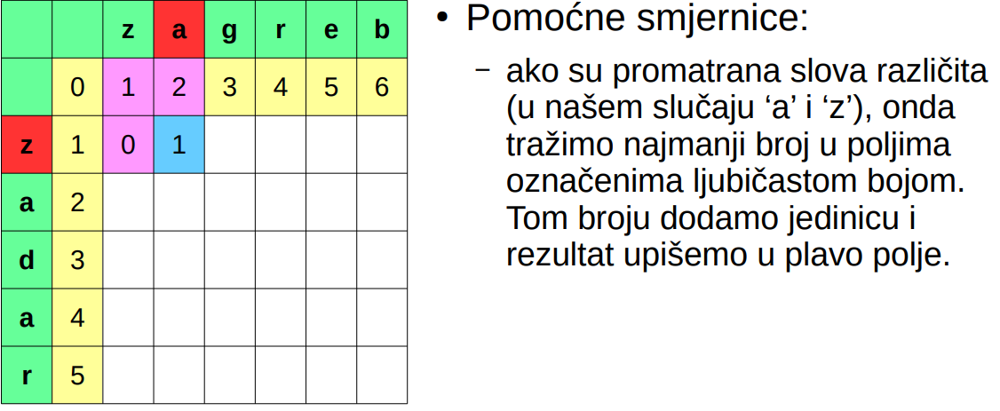 z a g r e b
0 1 2 3 4 5 6
z 1 0 1
a 2
d 3
a 4
r 5
• Pomoćne smjernice:
– ako su promatrana slova različita
(u našem slučaju ‘a’ i ‘z’), onda
tražimo najmanji broj u poljima
označenima ljubičastom bojom.
Tom broju dodamo jedinicu i
rezultat upišemo u plavo polje.